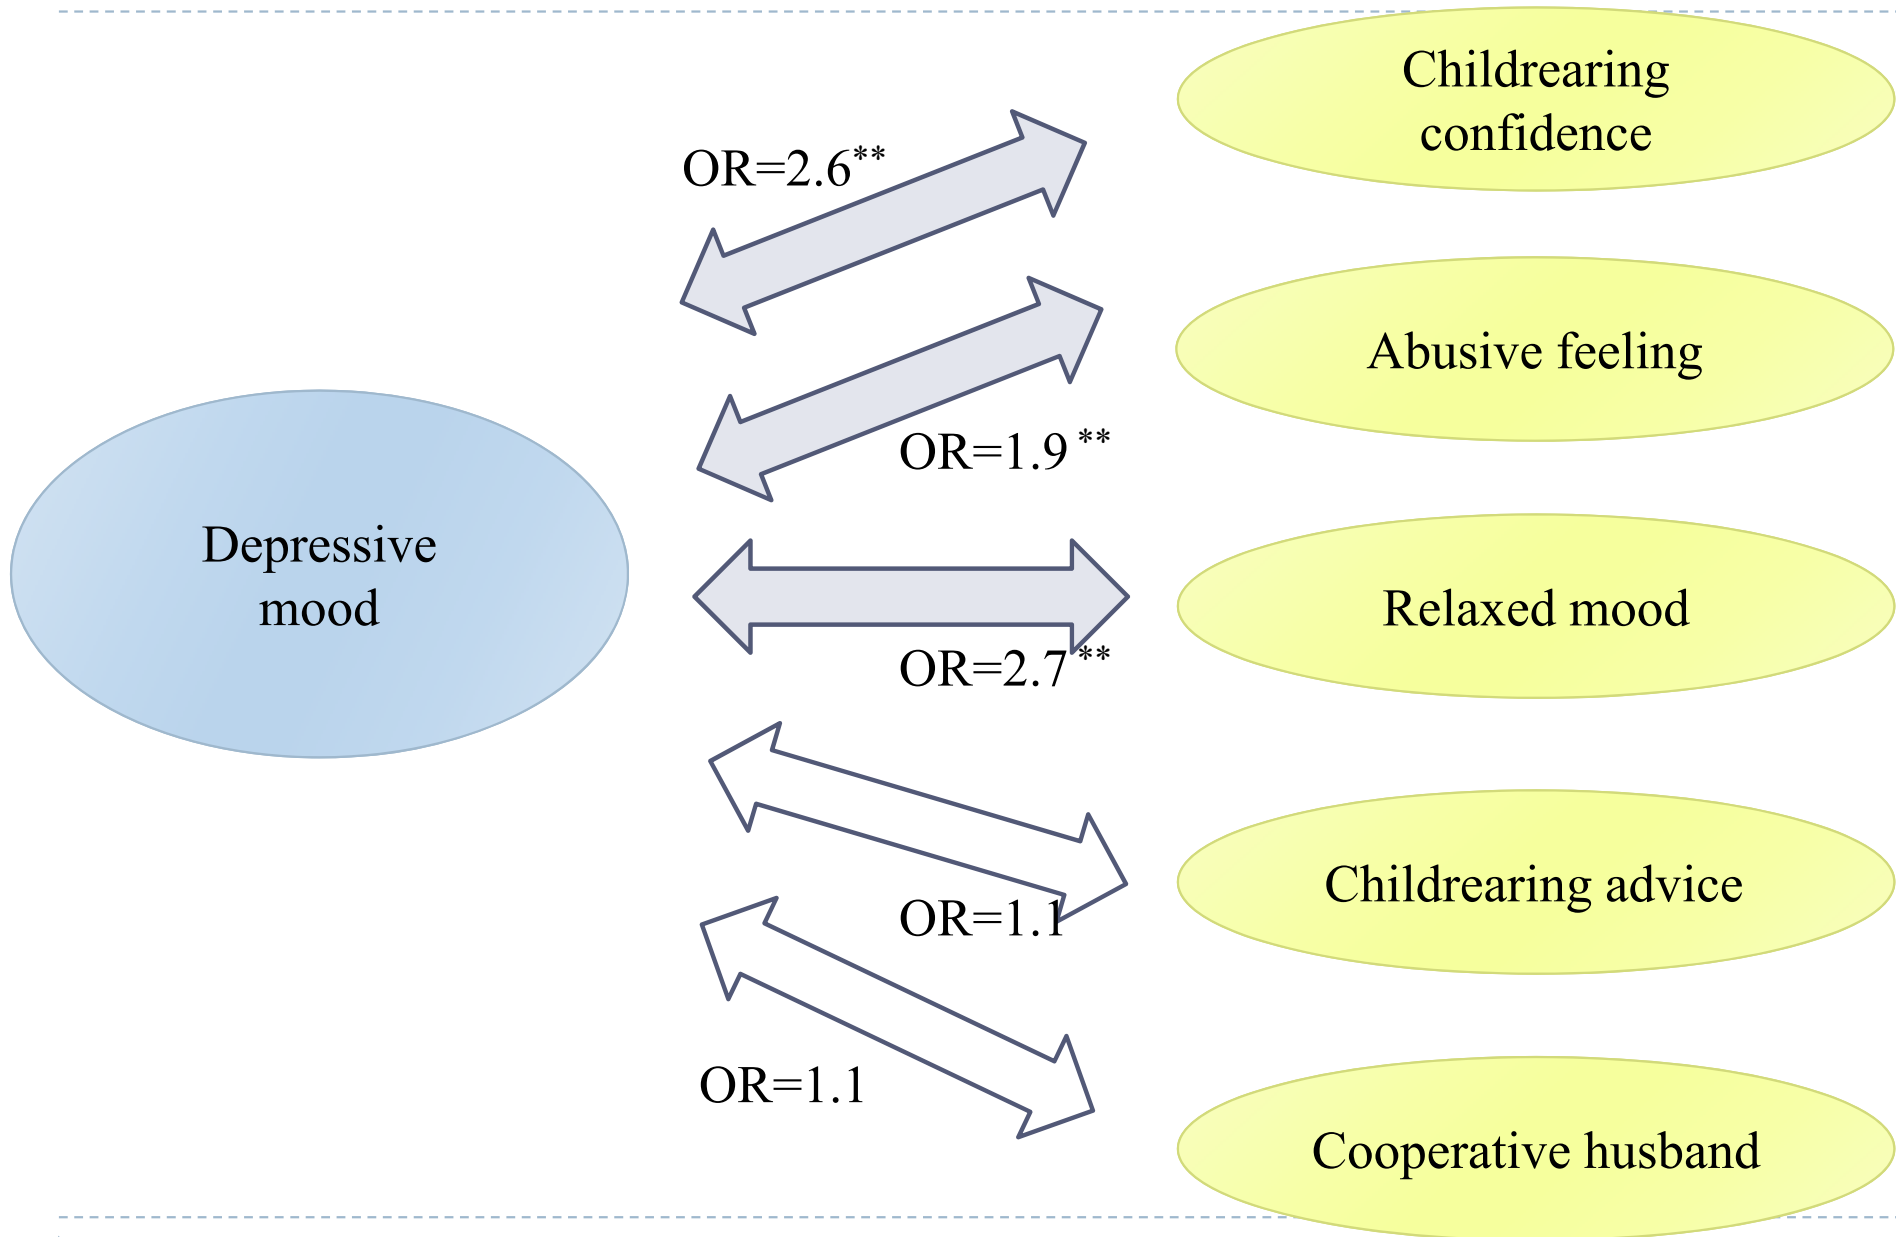 Childrearing
confidence
OR=2.6**
Abusive feeling
OR=1.9 **
Depressive
mood
Relaxed mood
OR=2.7 **
Childrearing advice
OR=1.1
OR=1.1
Cooperative husband